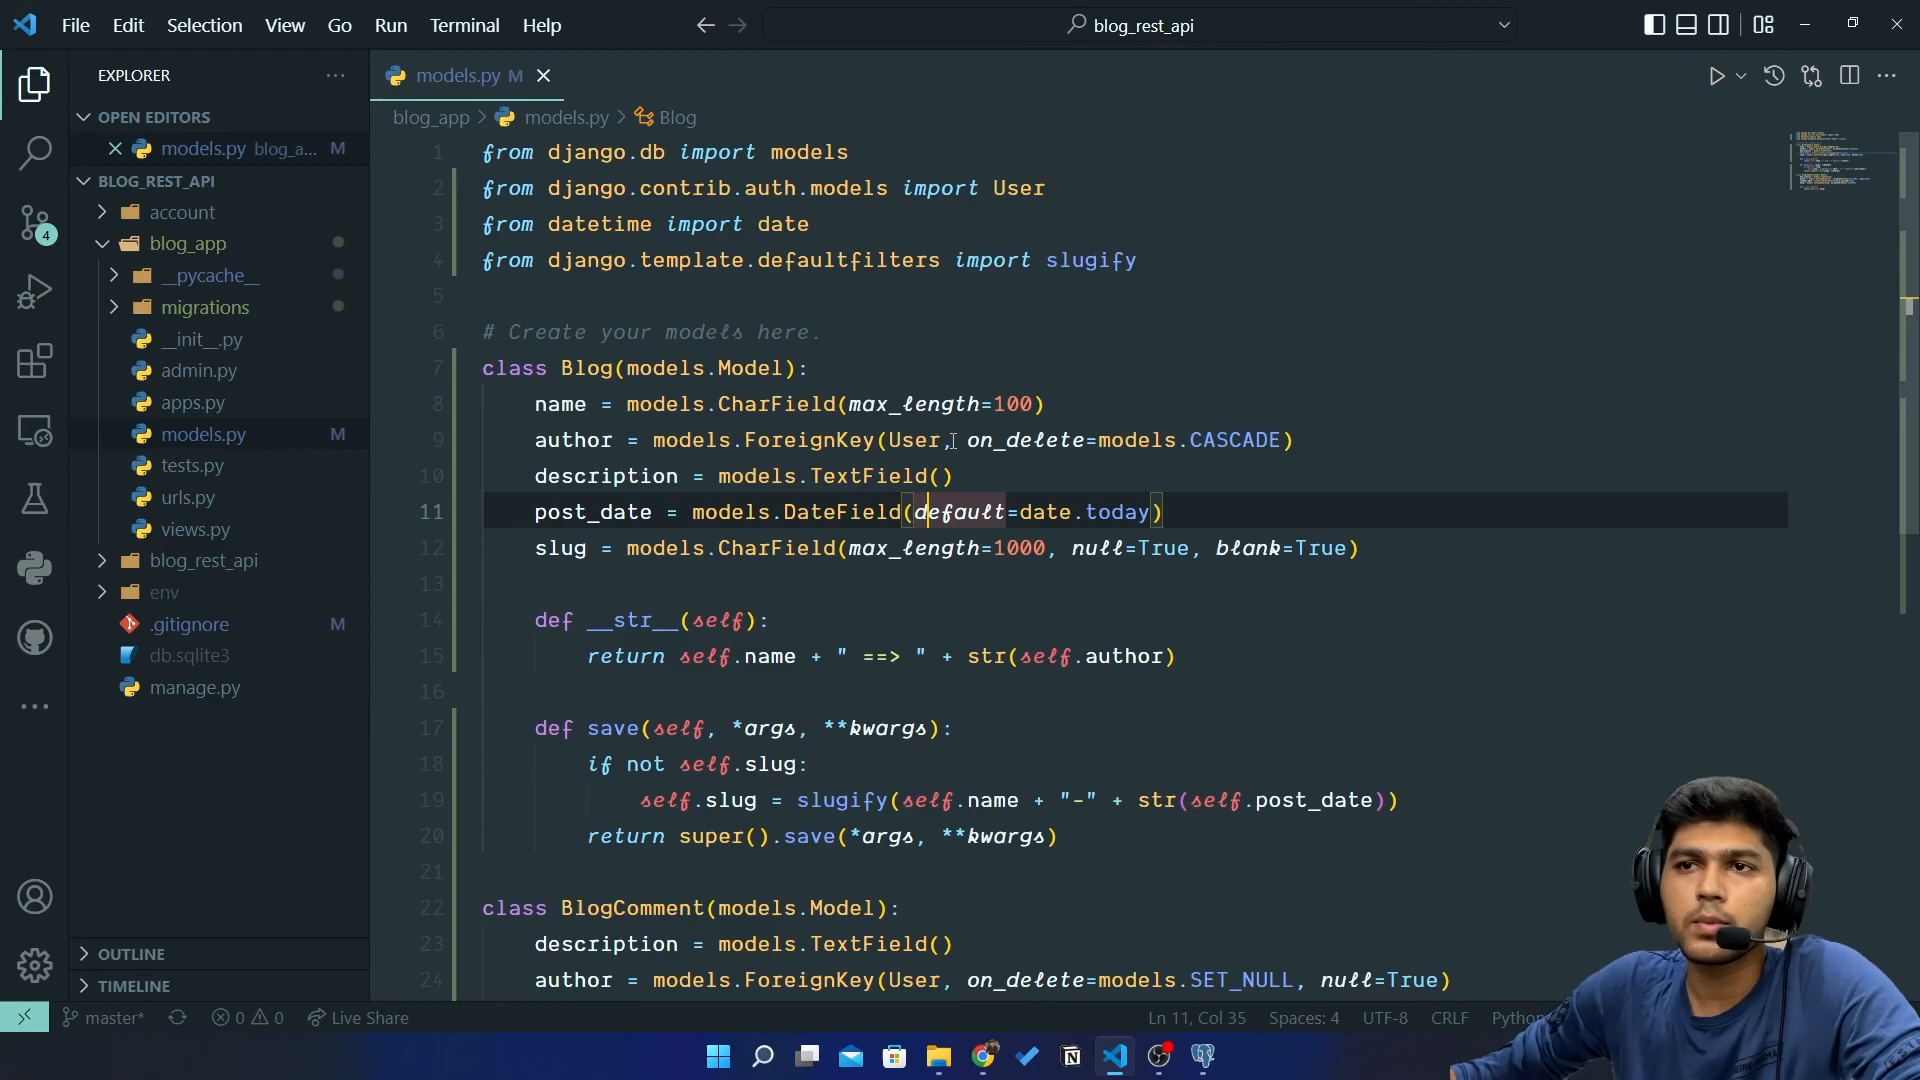 File Edit Selection View Go Run Terminal Help
blog_rest_api
EXPLORER
models.py M
OPEN EDITORS
blog_app > models.py > Blog
models.py blog_a... M
BLOG_REST_API
account
blog_app
__pycache__
migrations
__init__.py
admin.py
apps.py
models.py M
tests.py
urls.py
views.py
blog_rest_api
env
.gitignore M
db.sqlite3
manage.py
OUTLINE
TIMELINE
4
1 from django.db import models
2 from django.contrib.auth.models import User
3 from datetime import date
4 from django.template.defaultfilters import slugify
5
6 # Create your models here.
7 class Blog(models.Model):
8 name = models.CharField(max_length=100)
9 author = models.ForeignKey(User, on_delete=models.CASCADE)
10 description = models.TextField()
11 post_date = models.DateField(default=date.today)
12 slug = models.CharField(max_length=1000, null=True, blank=True)
13
14 def __str__(self):
15 return self.name + " ==> " + str(self.author)
16
17 def save(self, *args, **kwargs):
18 if not self.slug:
19 self.slug = slugify(self.name + "-" + str(self.post_date))
20 return super().save(*args, **kwargs)
21
22 class BlogComment(models.Model):
23 description = models.TextField()
24 author = models.ForeignKey(User, on_delete=models.SET_NULL, null=True)
master* 0 0 Live Share
Ln 11, Col 35 Spaces: 4 UTF-8 CRLF Python